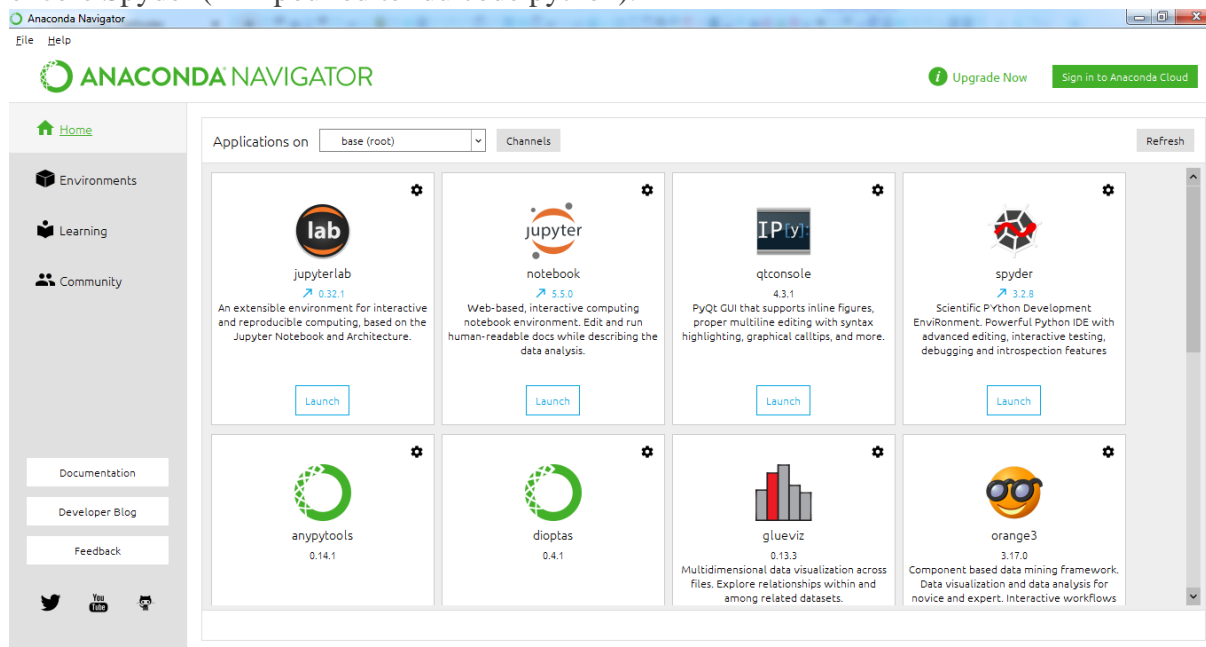 Anaconda Navigator
File Help
ANACONDA NAVIGATOR
i Upgrade Now
Sign in to Anaconda Cloud
Home
Environments
Learning
Community
Documentation
Developer Blog
Feedback
You
Tube
Applications on base (root) Channels Refresh
lab
jupyterlab
0.32.1
An extensible environment for interactive
and reproducible computing, based on the
Jupyter Notebook and Architecture.
Launch
jupyter
notebook
5.5.0
Web-based, interactive computing
notebook environment. Edit and run
human-readable docs while describing the
data analysis.
Launch
IP[y]:
qtconsole
4.3.1
PyQt GUI that supports inline figures,
proper multiline editing with syntax
highlighting, graphical calltips, and more.
Launch
spyder
3.2.8
Scientific PYthon Development
EnviRonment. Powerful Python IDE with
advanced editing, interactive testing,
debugging and introspection features
Launch
anypytools
0.14.1
dioptas
0.4.1
glueviz
0.13.3
Multidimensional data visualization across
files. Explore relationships within and
among related datasets.
orange3
3.17.0
Component based data mining framework.
Data visualization and data analysis for
novice and expert. Interactive workflows